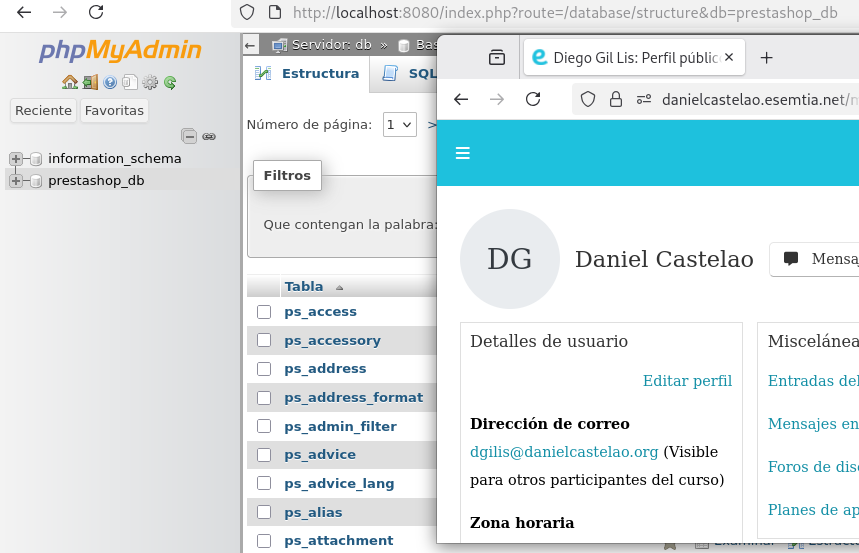 http://localhost:8080/index.php?route=/database/structure&db=prestashop_db
phpMyAdmin
Reciente
Favoritas
information_schema
prestashop_db
Servidor: db » Bas
Estructura
SQL
Número de página: 1 >
Filtros
Que contengan la palabra:
Tabla
ps_access
ps_accessory
ps_address
ps_address_format
ps_admin_filter
ps_advice
ps_advice_lang
ps_alias
ps_attachment
Diego Gil Lis: Perfil públic
danielcastelao.esemtia.net/m
DG
Daniel Castelao
Mensaj
Detalles de usuario
Editar perfil
Dirección de correo
dgilis@danielcastelao.org (Visible
para otros participantes del curso)
Zona horaria
Misceláne
Entradas del
Mensajes en
Foros de disc
Planes de ap